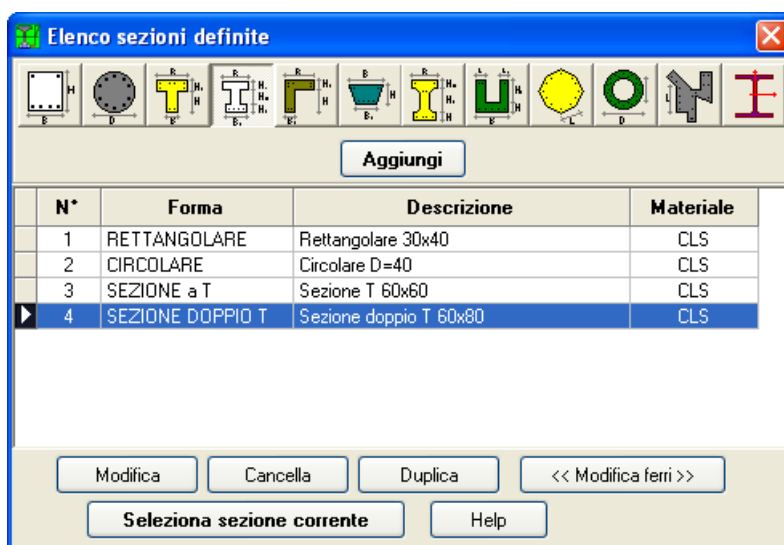 Elenco sezioni definite
Aggiungi
N° Forma Descrizione Materiale
1 RETTANGOLARE Rettangolare 30x40 CLS
2 CIRCOLARE Circolare D=40 CLS
3 SEZIONE a T Sezione T 60x60 CLS
4 SEZIONE DOPPIO T Sezione doppio T 60x80 CLS
Modifica Cancella Duplica << Modifica ferri >>
Seleziona sezione corrente Help